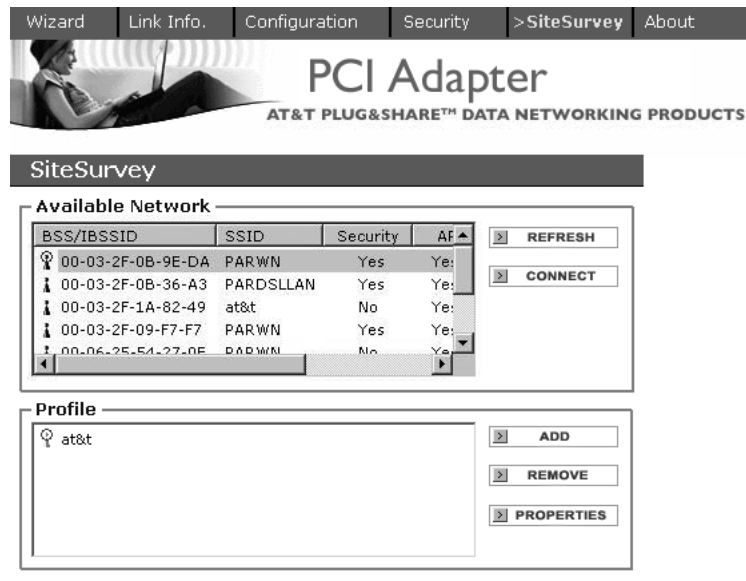 Wizard Link Info. Configuration Security >SiteSurvey About
PCI Adapter
AT&T PLUG&SHARE™ DATA NETWORKING PRODUCTS
SiteSurvey
Available Network
BSS/IBSSID SSID Security
00-03-2F-0B-9E-DA PARWN Yes
00-03-2F-0B-36-A3 PARDSLLAN Yes
00-03-2F-1A-82-49 at&t No
00-03-2F-09-F7-F7 PARWN Yes
PARWN No
REFRESH
CONNECT
Profile
at&t
ADD
REMOVE
PROPERTIES